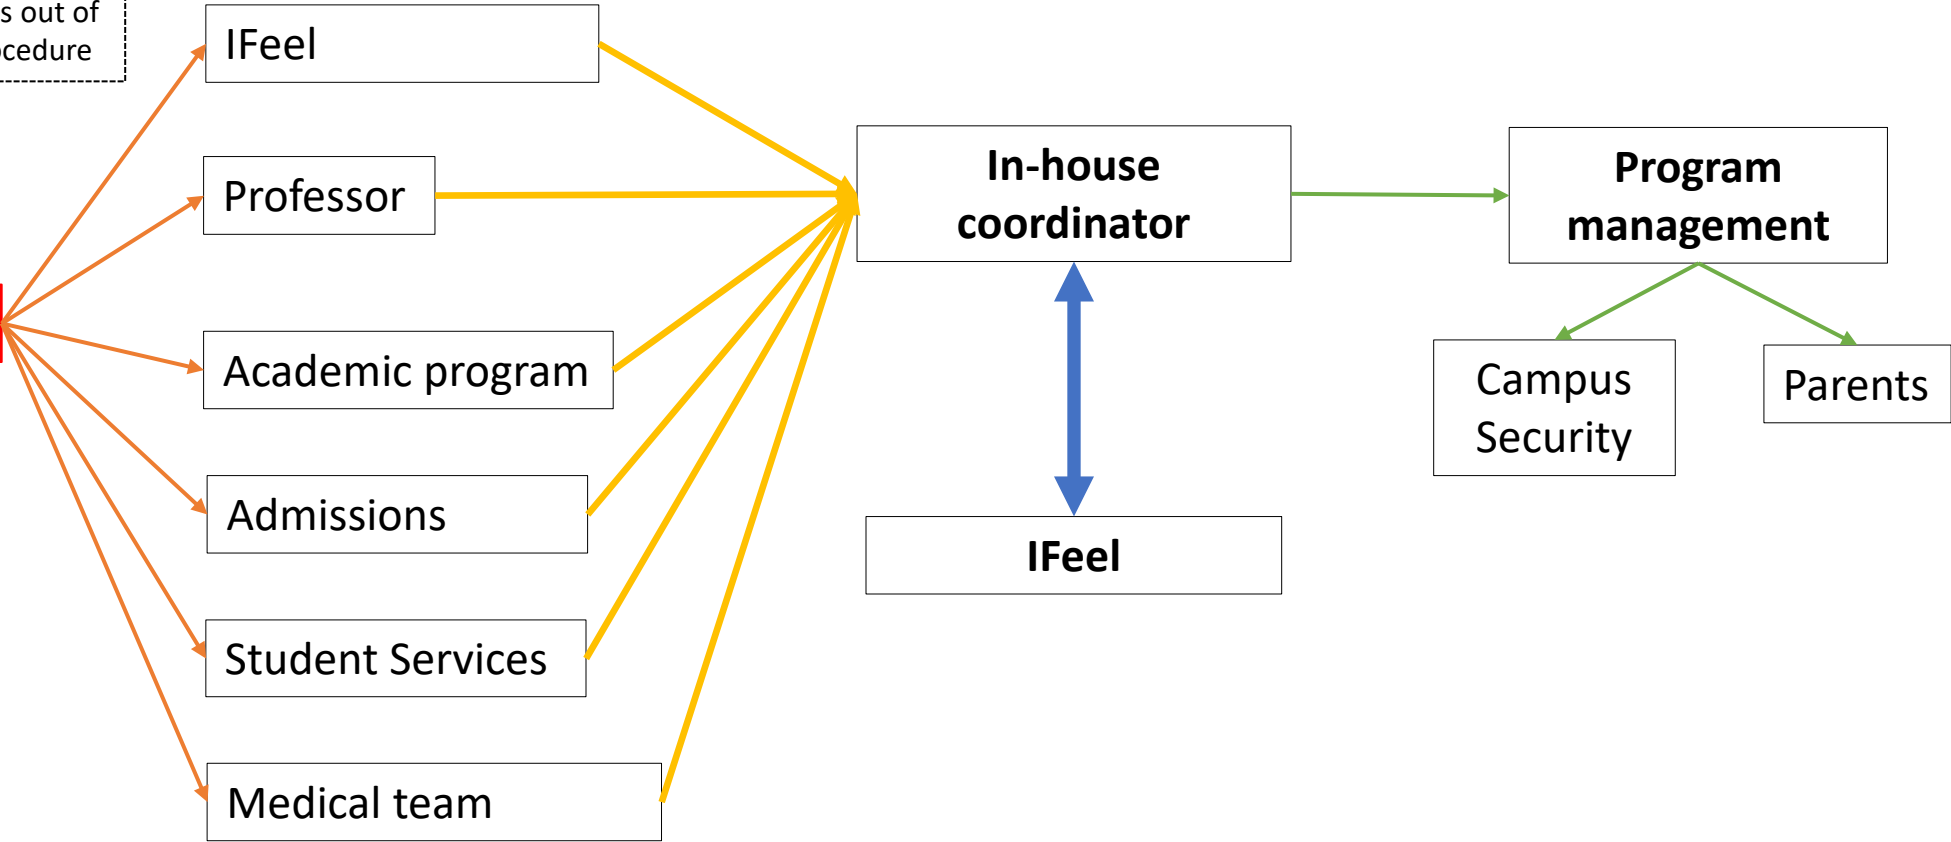 s out of
IFeel
Professor
Academic program
Admissions
Student Services
Medical team
In-house
coordinator
IFeel
Program
management
Campus
Security
Parents